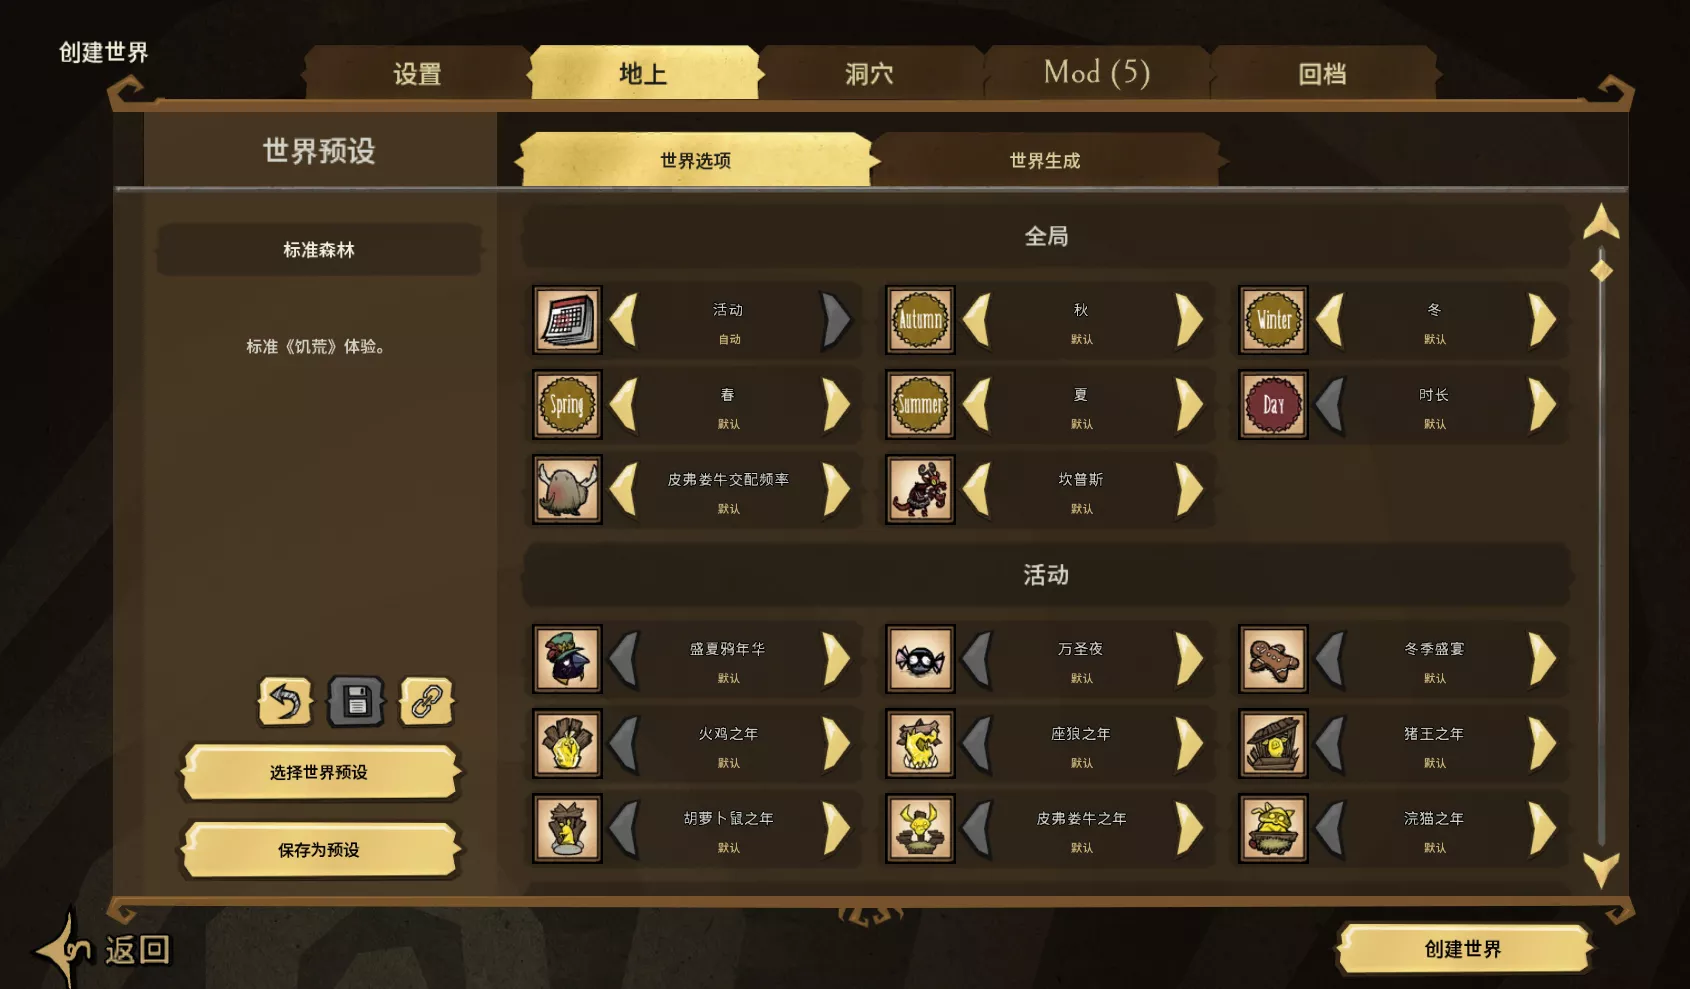 创建世界
设置
地上
洞穴
Mod (5)
回档
世界预设
世界选项
世界生成
标准森林
标准《饥荒》体验。
选择世界预设
保存为预设
全局
活动
自动
Autumn
秋
默认
Winter
冬
默认
Spring
春
默认
Summer
夏
默认
Day
时长
默认
皮弗娄牛交配频率
默认
坎普斯
默认
活动
盛夏鸦年华
默认
万圣夜
默认
冬季盛宴
默认
火鸡之年
默认
座狼之年
默认
猪王之年
默认
胡萝卜鼠之年
默认
皮弗娄牛之年
默认
浣猫之年
默认
返回
创建世界